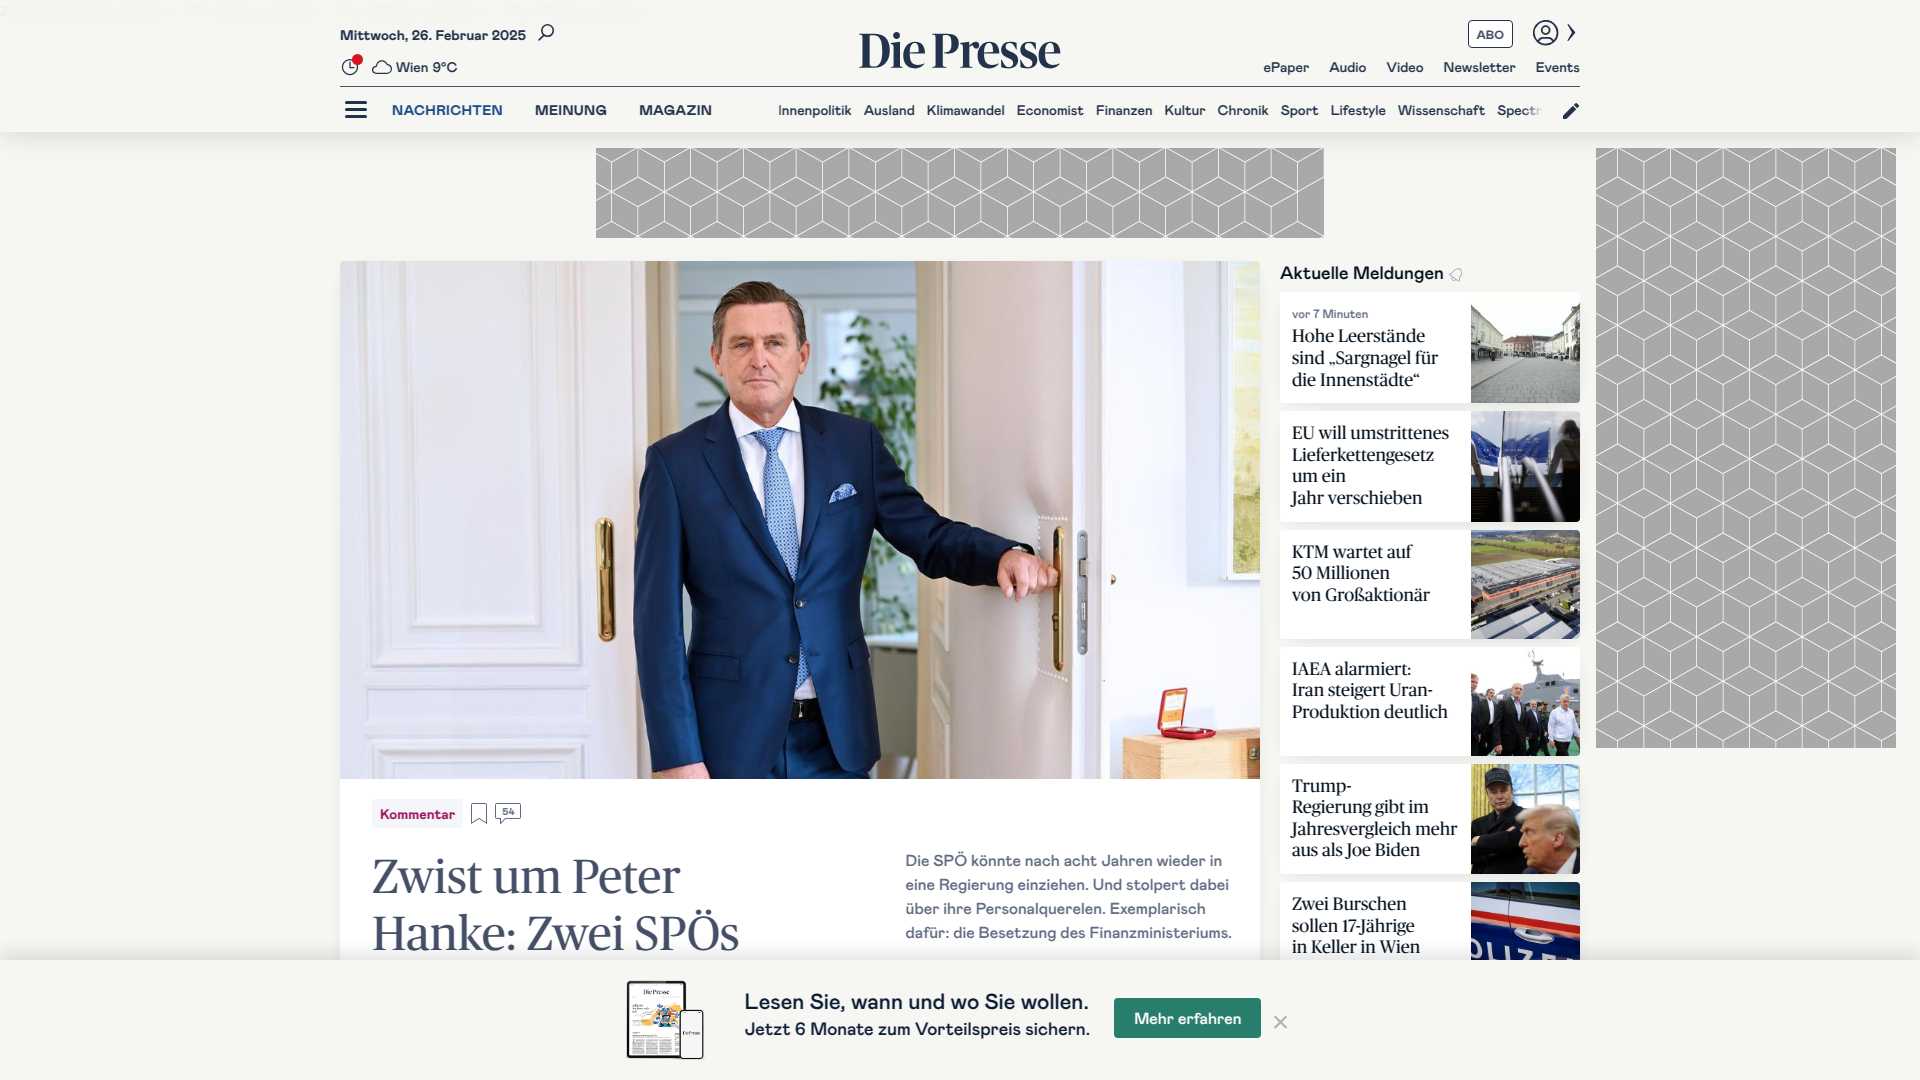 Mittwoch, 26. Februar 2025
Wien 9°C
Die Presse
ABO
ePaper Audio Video Newsletter Events
NACHRICHTEN MEINUNG MAGAZIN
Innenpolitik Ausland Klimawandel Economist Finanzen Kultur Chronik Sport Lifestyle Wissenschaft Spectr
Kommentar
54
Zwist um Peter
Hanke: Zwei SPÖs
Die SPÖ könnte nach acht Jahren wieder in
eine Regierung einziehen. Und stolpert dabei
über ihre Personalquerelen. Exemplarisch
dafür: die Besetzung des Finanzministeriums.
Aktuelle Meldungen
vor 7 Minuten
Hohe Leerstände
sind „Sargnagel für
die Innenstädte“
EU will umstrittenes
Lieferkettengesetz
um ein
Jahr verschieben
KTM wartet auf
50 Millionen
von Großaktionär
IAEA alarmiert:
Iran steigert Uran-
Produktion deutlich
Trump-
Regierung gibt im
Jahresvergleich mehr
aus als Joe Biden
Zwei Burschen
sollen 17-Jährige
in Keller in Wien
Die Presse
Die Presse
Lesen Sie, wann und wo Sie wollen.
Jetzt 6 Monate zum Vorteilspreis sichern.
Mehr erfahren